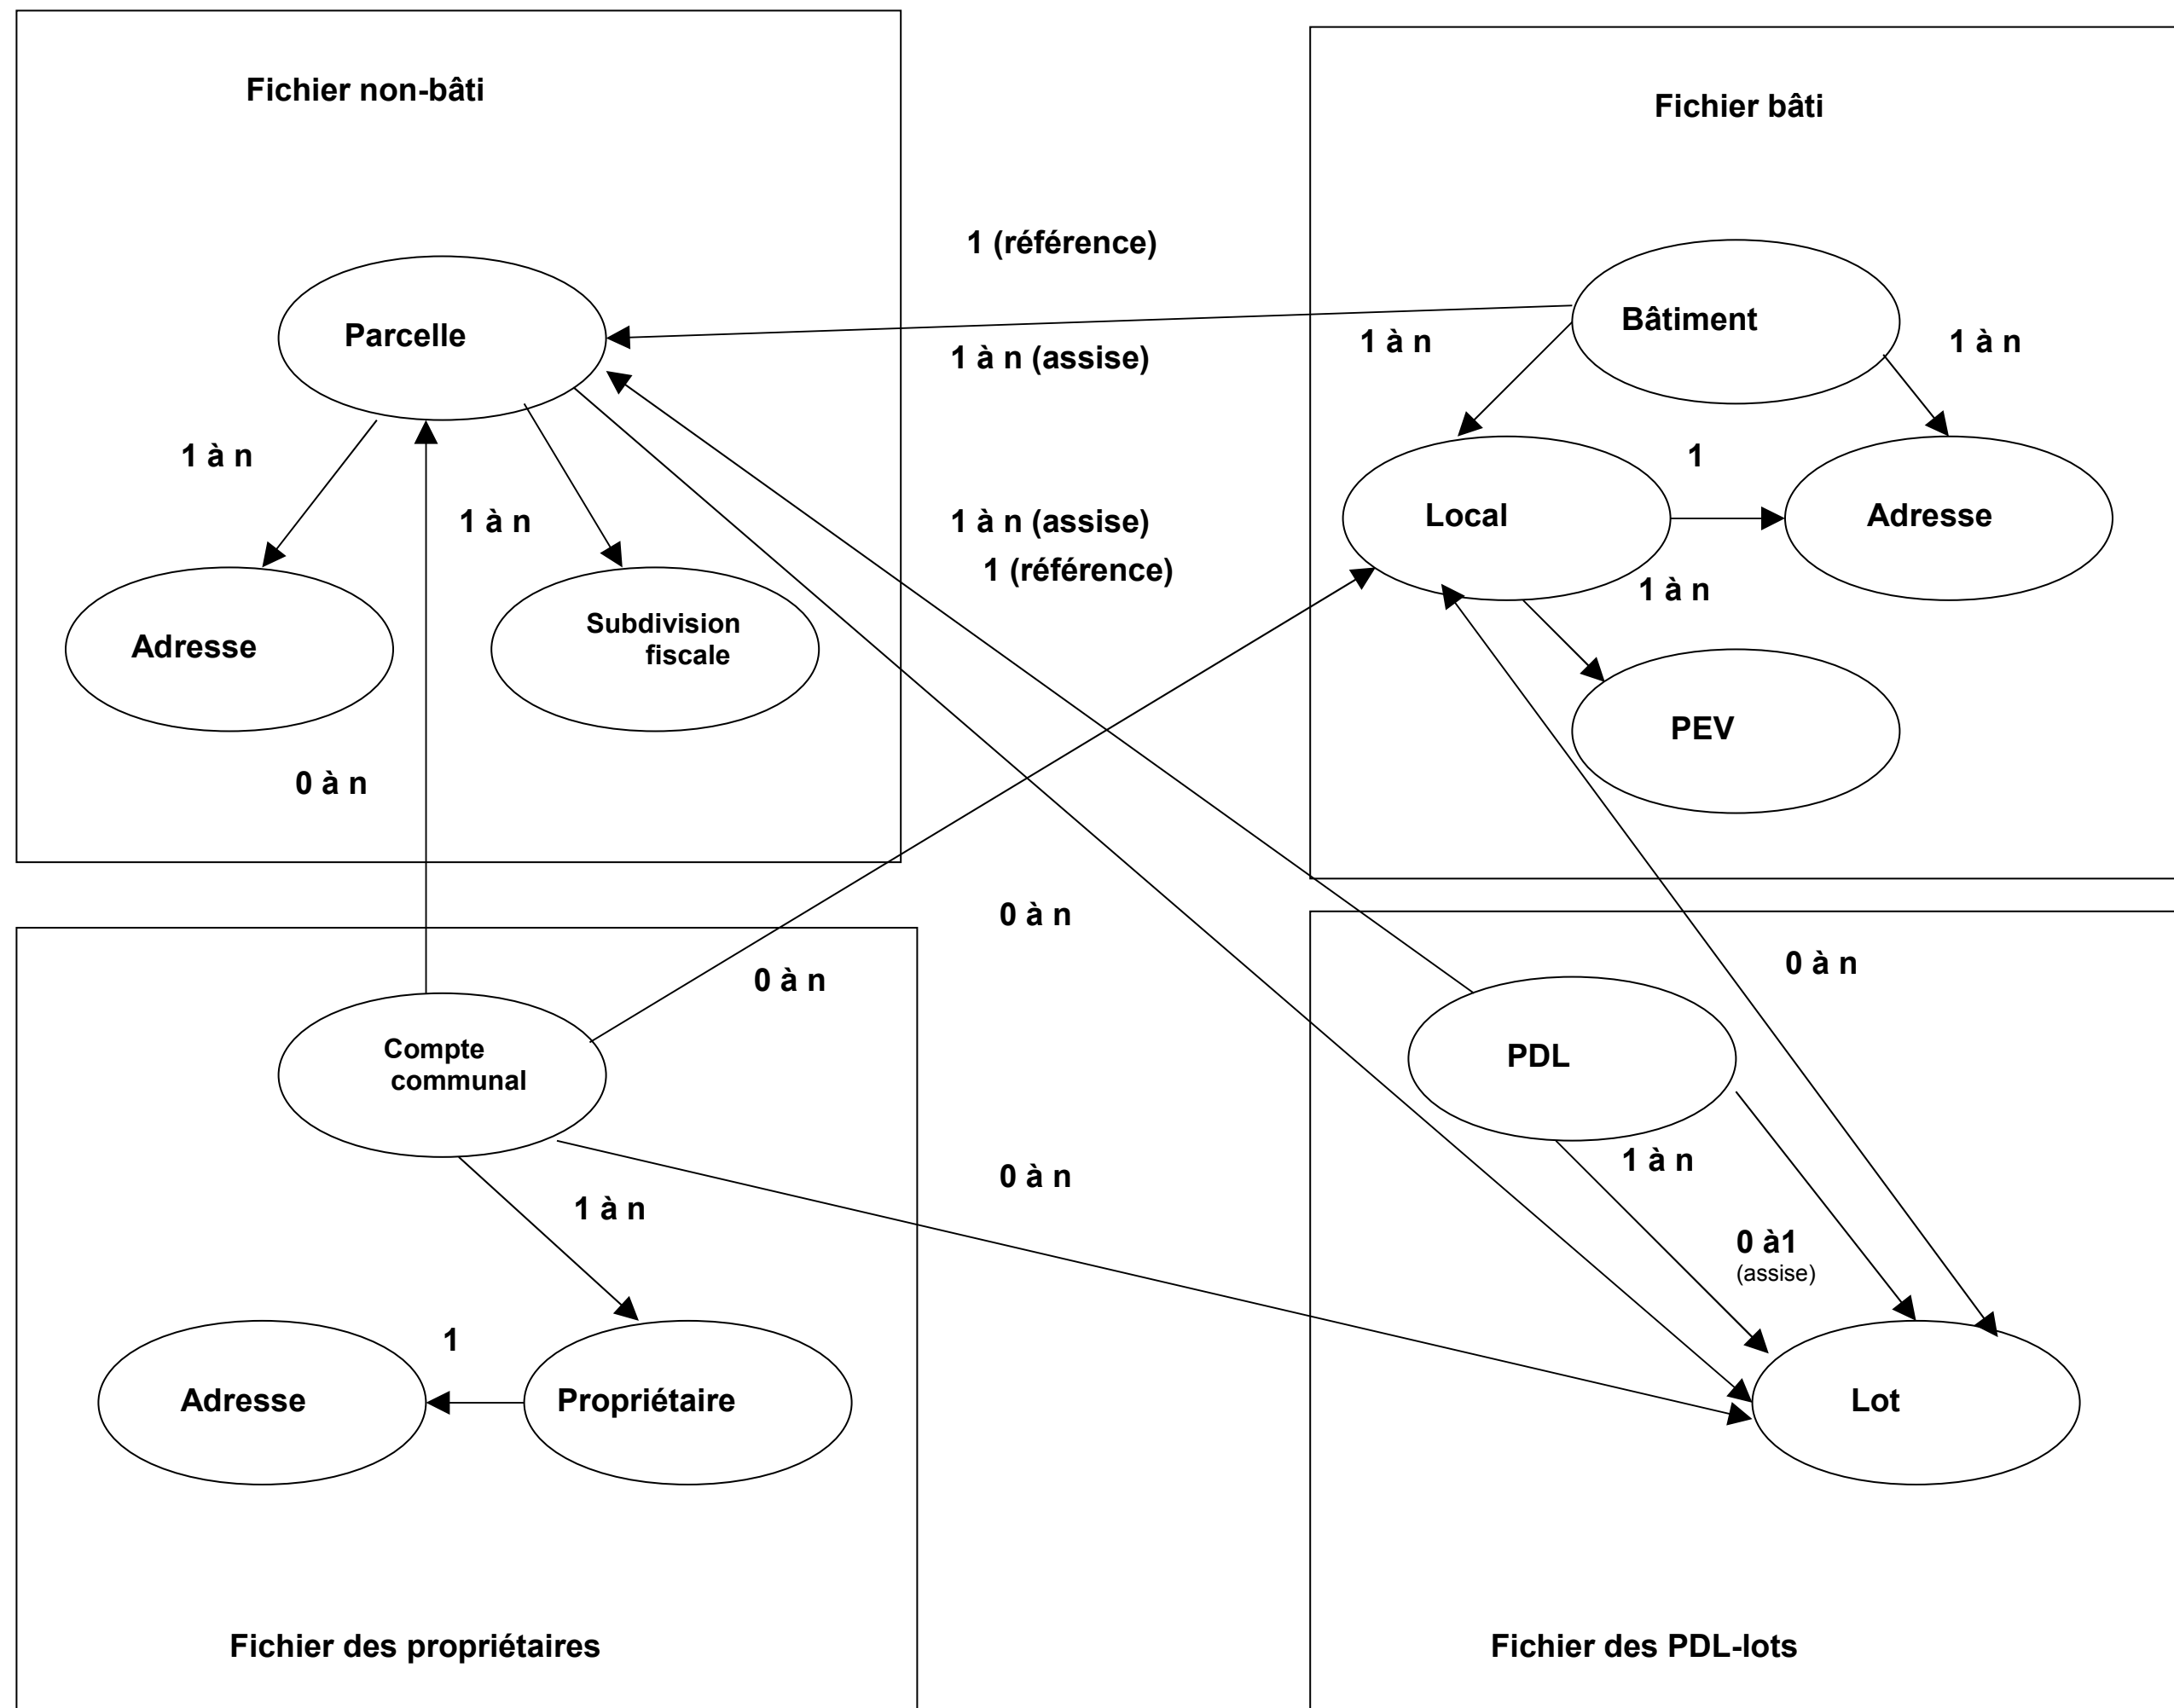 Fichier non-bâti
Fichier bâti
1 (référence)
Parcelle
Bâtiment
1 à n
1 à n
1 à n (assise)
1 à n
1
1 à n
1 à n (assise)
Local
Adresse
1 (référence)
1 à n
Adresse
Subdivision
fiscale
PEV
0 à n
0 à n
0 à n
0 à n
Compte
communal
PDL
1 à n
0 à n
1 à n
0 à1
(assise)
1
Adresse
Propriétaire
Lot
Fichier des propriétaires
Fichier des PDL-lots